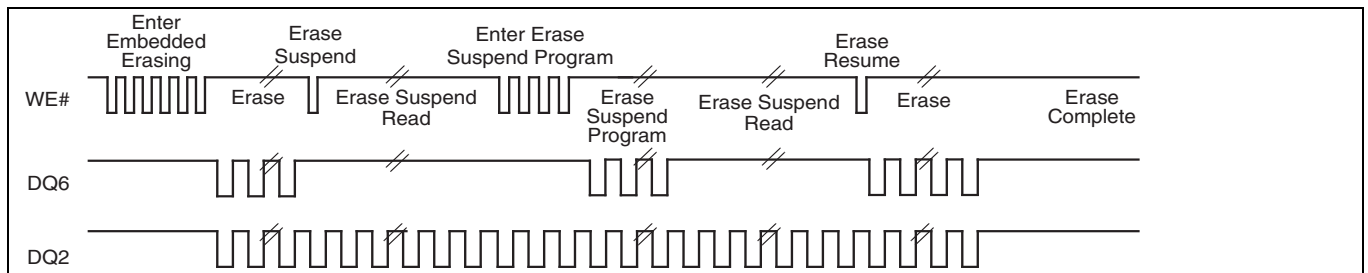 Enter
Embedded
Erasing
Erase
Suspend
Enter Erase
Suspend Program
Erase
Resume
WE#
Erase
Erase Suspend
Read
Erase
Suspend
Program
Erase Suspend
Read
Erase
Erase
Complete
DQ6
DQ2